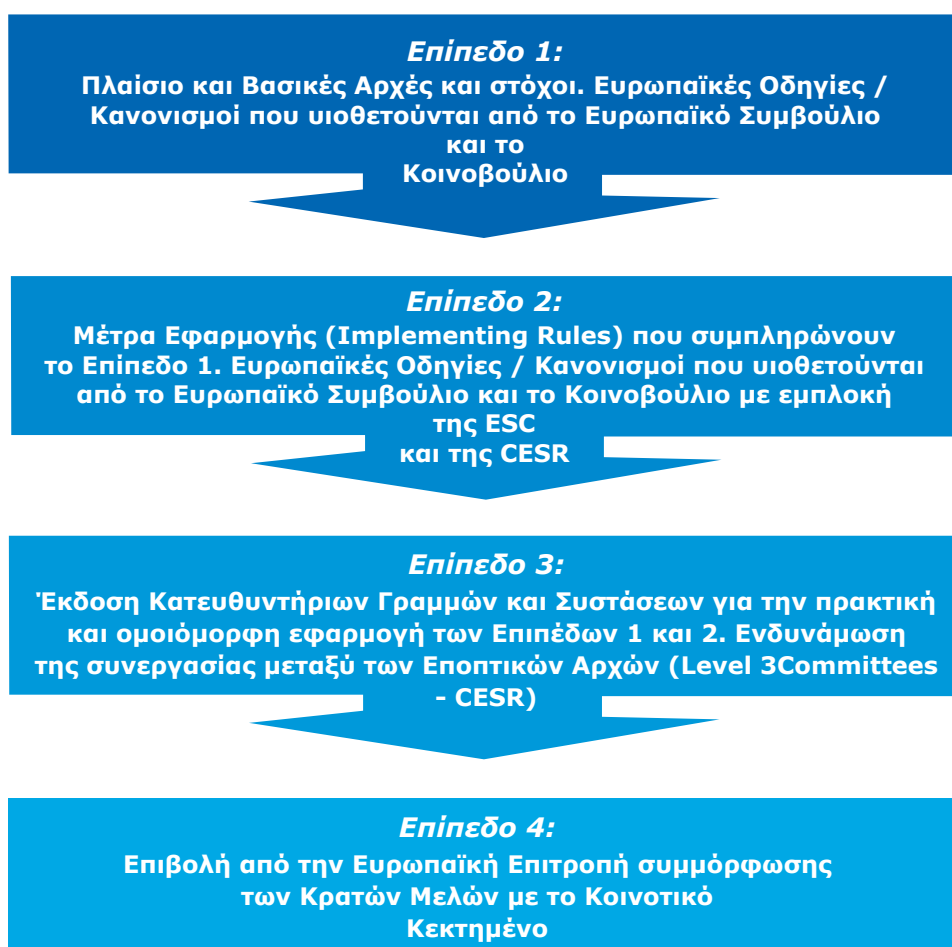 Επίπεδο 1:
Πλαίσιο και Βασικές Αρχές και στόχοι. Ευρωπαϊκές Οδηγίες /
Κανονισμοί που υιοθετούνται από το Ευρωπαϊκό Συμβούλιο
και το
Κοινοβούλιο
Επίπεδο 2:
Μέτρα Εφαρμογής (Implementing Rules) που συμπληρώνουν
το Επίπεδο 1. Ευρωπαϊκές Οδηγίες / Κανονισμοί που υιοθετούνται
από το Ευρωπαϊκό Συμβούλιο και το Κοινοβούλιο με εμπλοκή
της ESC
και της CESR
Επίπεδο 3:
Έκδοση Κατευθυντήριων Γραμμών και Συστάσεων για την πρακτική
και ομοιόμορφη εφαρμογή των Επιπέδων 1 και 2. Ενδυνάμωση
της συνεργασίας μεταξύ των Εποπτικών Αρχών (Level 3Committees
- CESR)
Επίπεδο 4:
Επιβολή από την Ευρωπαϊκή Επιτροπή συμμόρφωσης
των Κρατών Μελών με το Κοινοτικό
Κεκτημένο